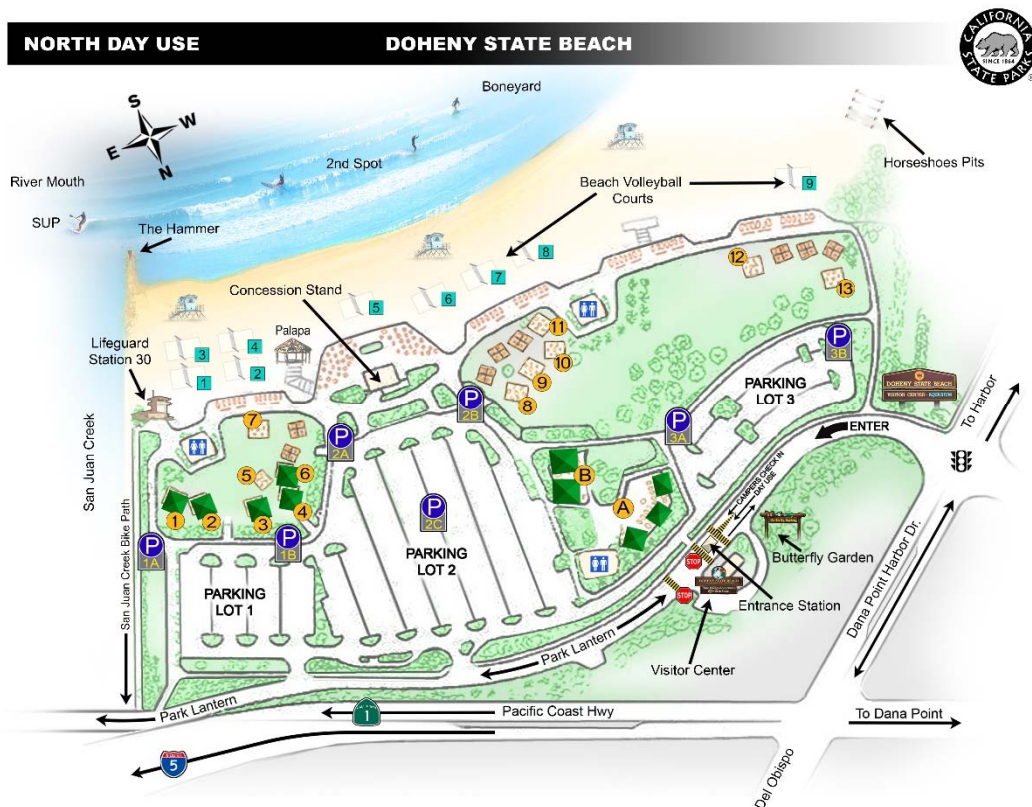 NORTH DAY USE
DOHENY STATE BEACH
CALIFORNIA
STATE PARKS
SINCE 1864
®
S
W
E
N
Boneyard
2nd Spot
River Mouth
SUP
The Hammer
Horseshoes Pits
Beach Volleyball
Courts
9
8
7
6
5
4
3
2
1
Concession Stand
Palapa
Lifeguard
Station 30
San Juan Creek
San Juan Creek Bike Path
12
13
11
10
9
8
7
6
5
4
3
2
1
B
A
P
1A
P
1B
P
2A
P
2B
P
2C
P
3A
P
3B
PARKING
LOT 1
PARKING
LOT 2
PARKING
LOT 3
DOHENY STATE BEACH
VISITOR CENTER
ENTER
To Harbor
CAMPERS CHECK IN
DAY USE
STOP
STOP
Butterfly Garden
Entrance Station
Visitor Center
Dana Point Harbor Dr.
Park Lantern
Park Lantern
1
Pacific Coast Hwy
To Dana Point
5
Del Obispo